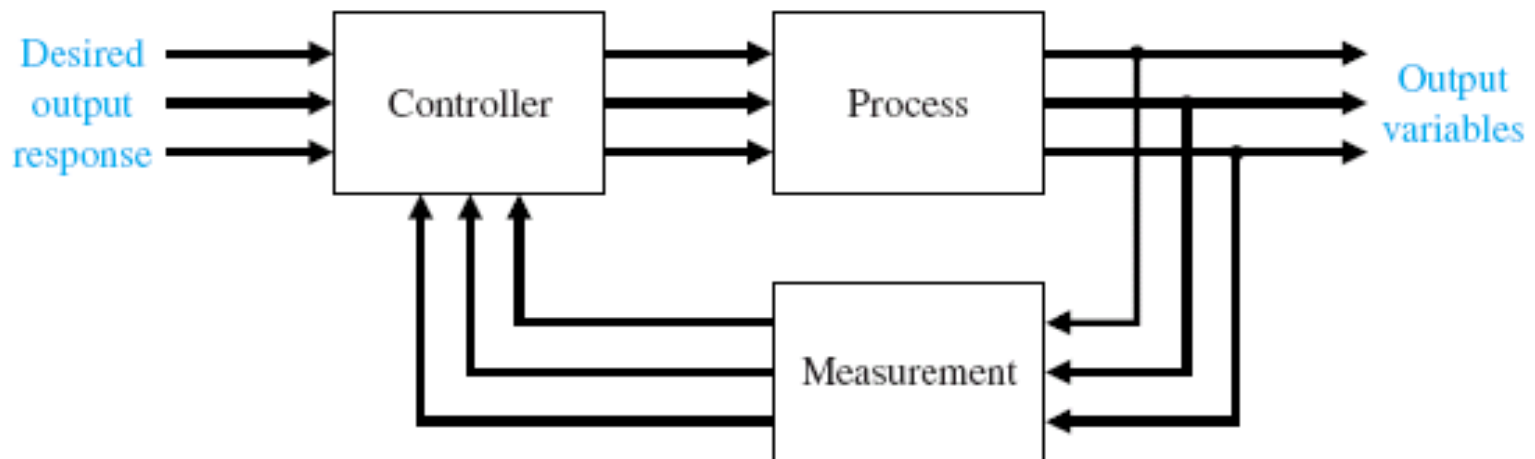 Desired
output
response
Controller
Process
Output
variables
Measurement